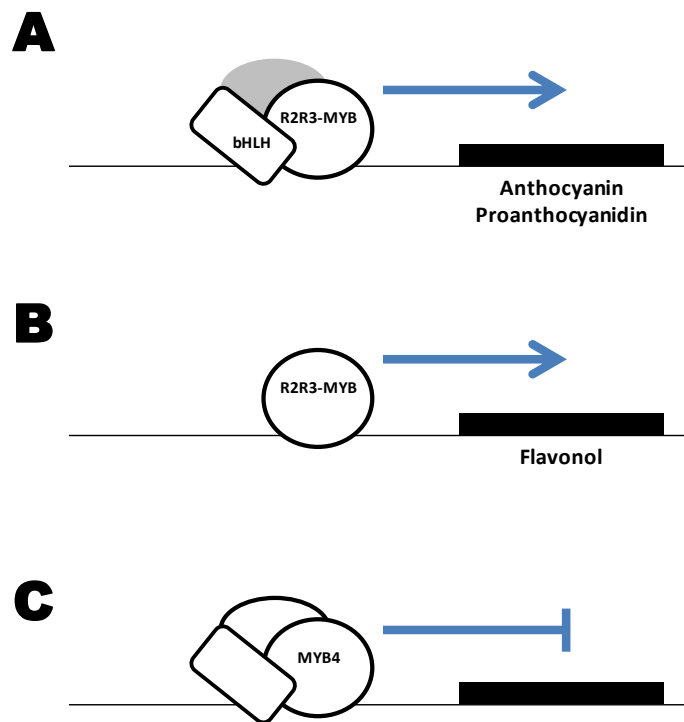 A
bHLH
R2R3-MYB
Anthocyanin
Proanthocyanidin
B
R2R3-MYB
Flavonol
C
MYB4